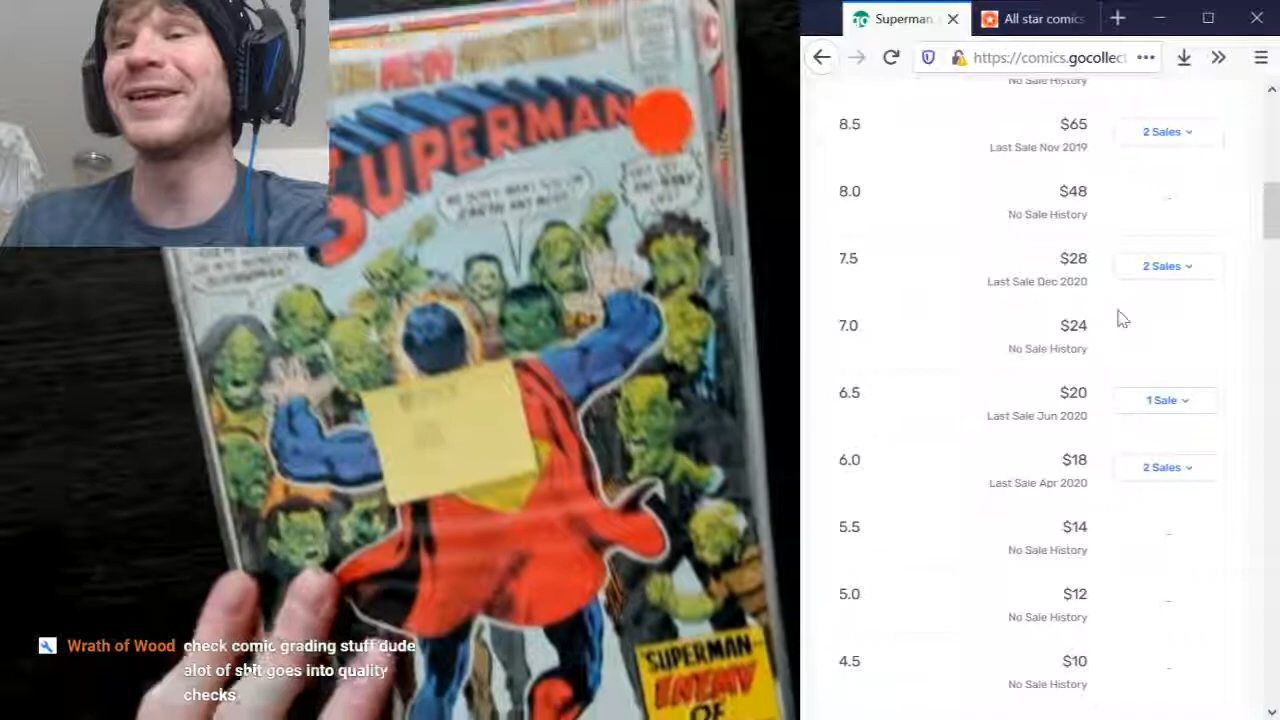 Superman
All star comics
https://comics.gocollect
No Sale History
8.5
$65
2 Sales
Last Sale Nov 2019
8.0
$48
No Sale History
7.5
$28
2 Sales
Last Sale Dec 2020
7.0
$24
No Sale History
6.5
$20
1 Sale
Last Sale Jun 2020
6.0
$18
2 Sales
Last Sale Apr 2020
5.5
$14
No Sale History
5.0
$12
No Sale History
4.5
$10
No Sale History
SUPERMAN
SUPERMAN—
ENEMY
OF
Wrath of Wood check comic grading stuff dude
alot of shit goes into quality
checks